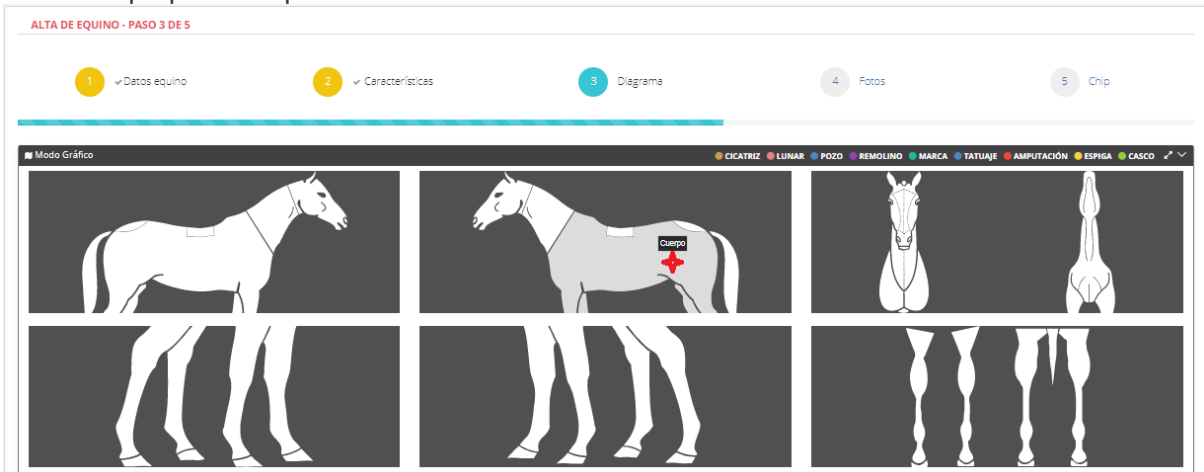 ALTA DE EQUINO - PASO 3 DE 5
1 Datos equino 2 Características 3 Diagrama 4 Fotos 5 Chip
Modo Gráfico CICATRIZ LUNAR POZO REMOLINO MARCA TATUAJE AMPUTACIÓN ESPIGA CASCO
Cuerpo